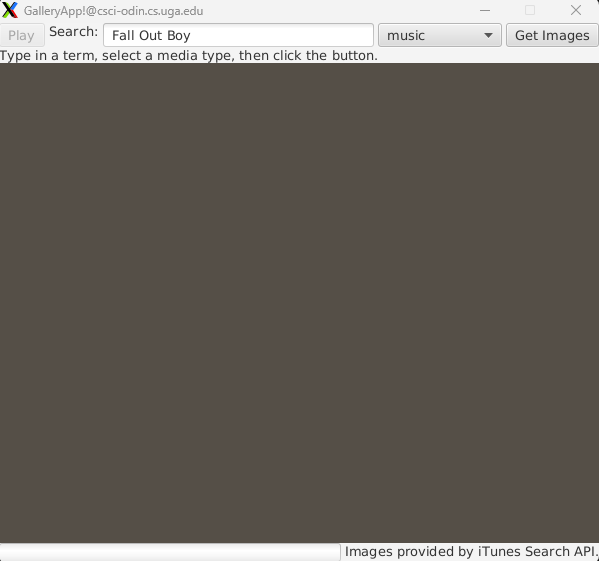 GalleryApp!@csci-odin.cs.uga.edu
Play Search: Fall Out Boy music Get Images
Type in a term, select a media type, then click the button.
Images provided by iTunes Search API.